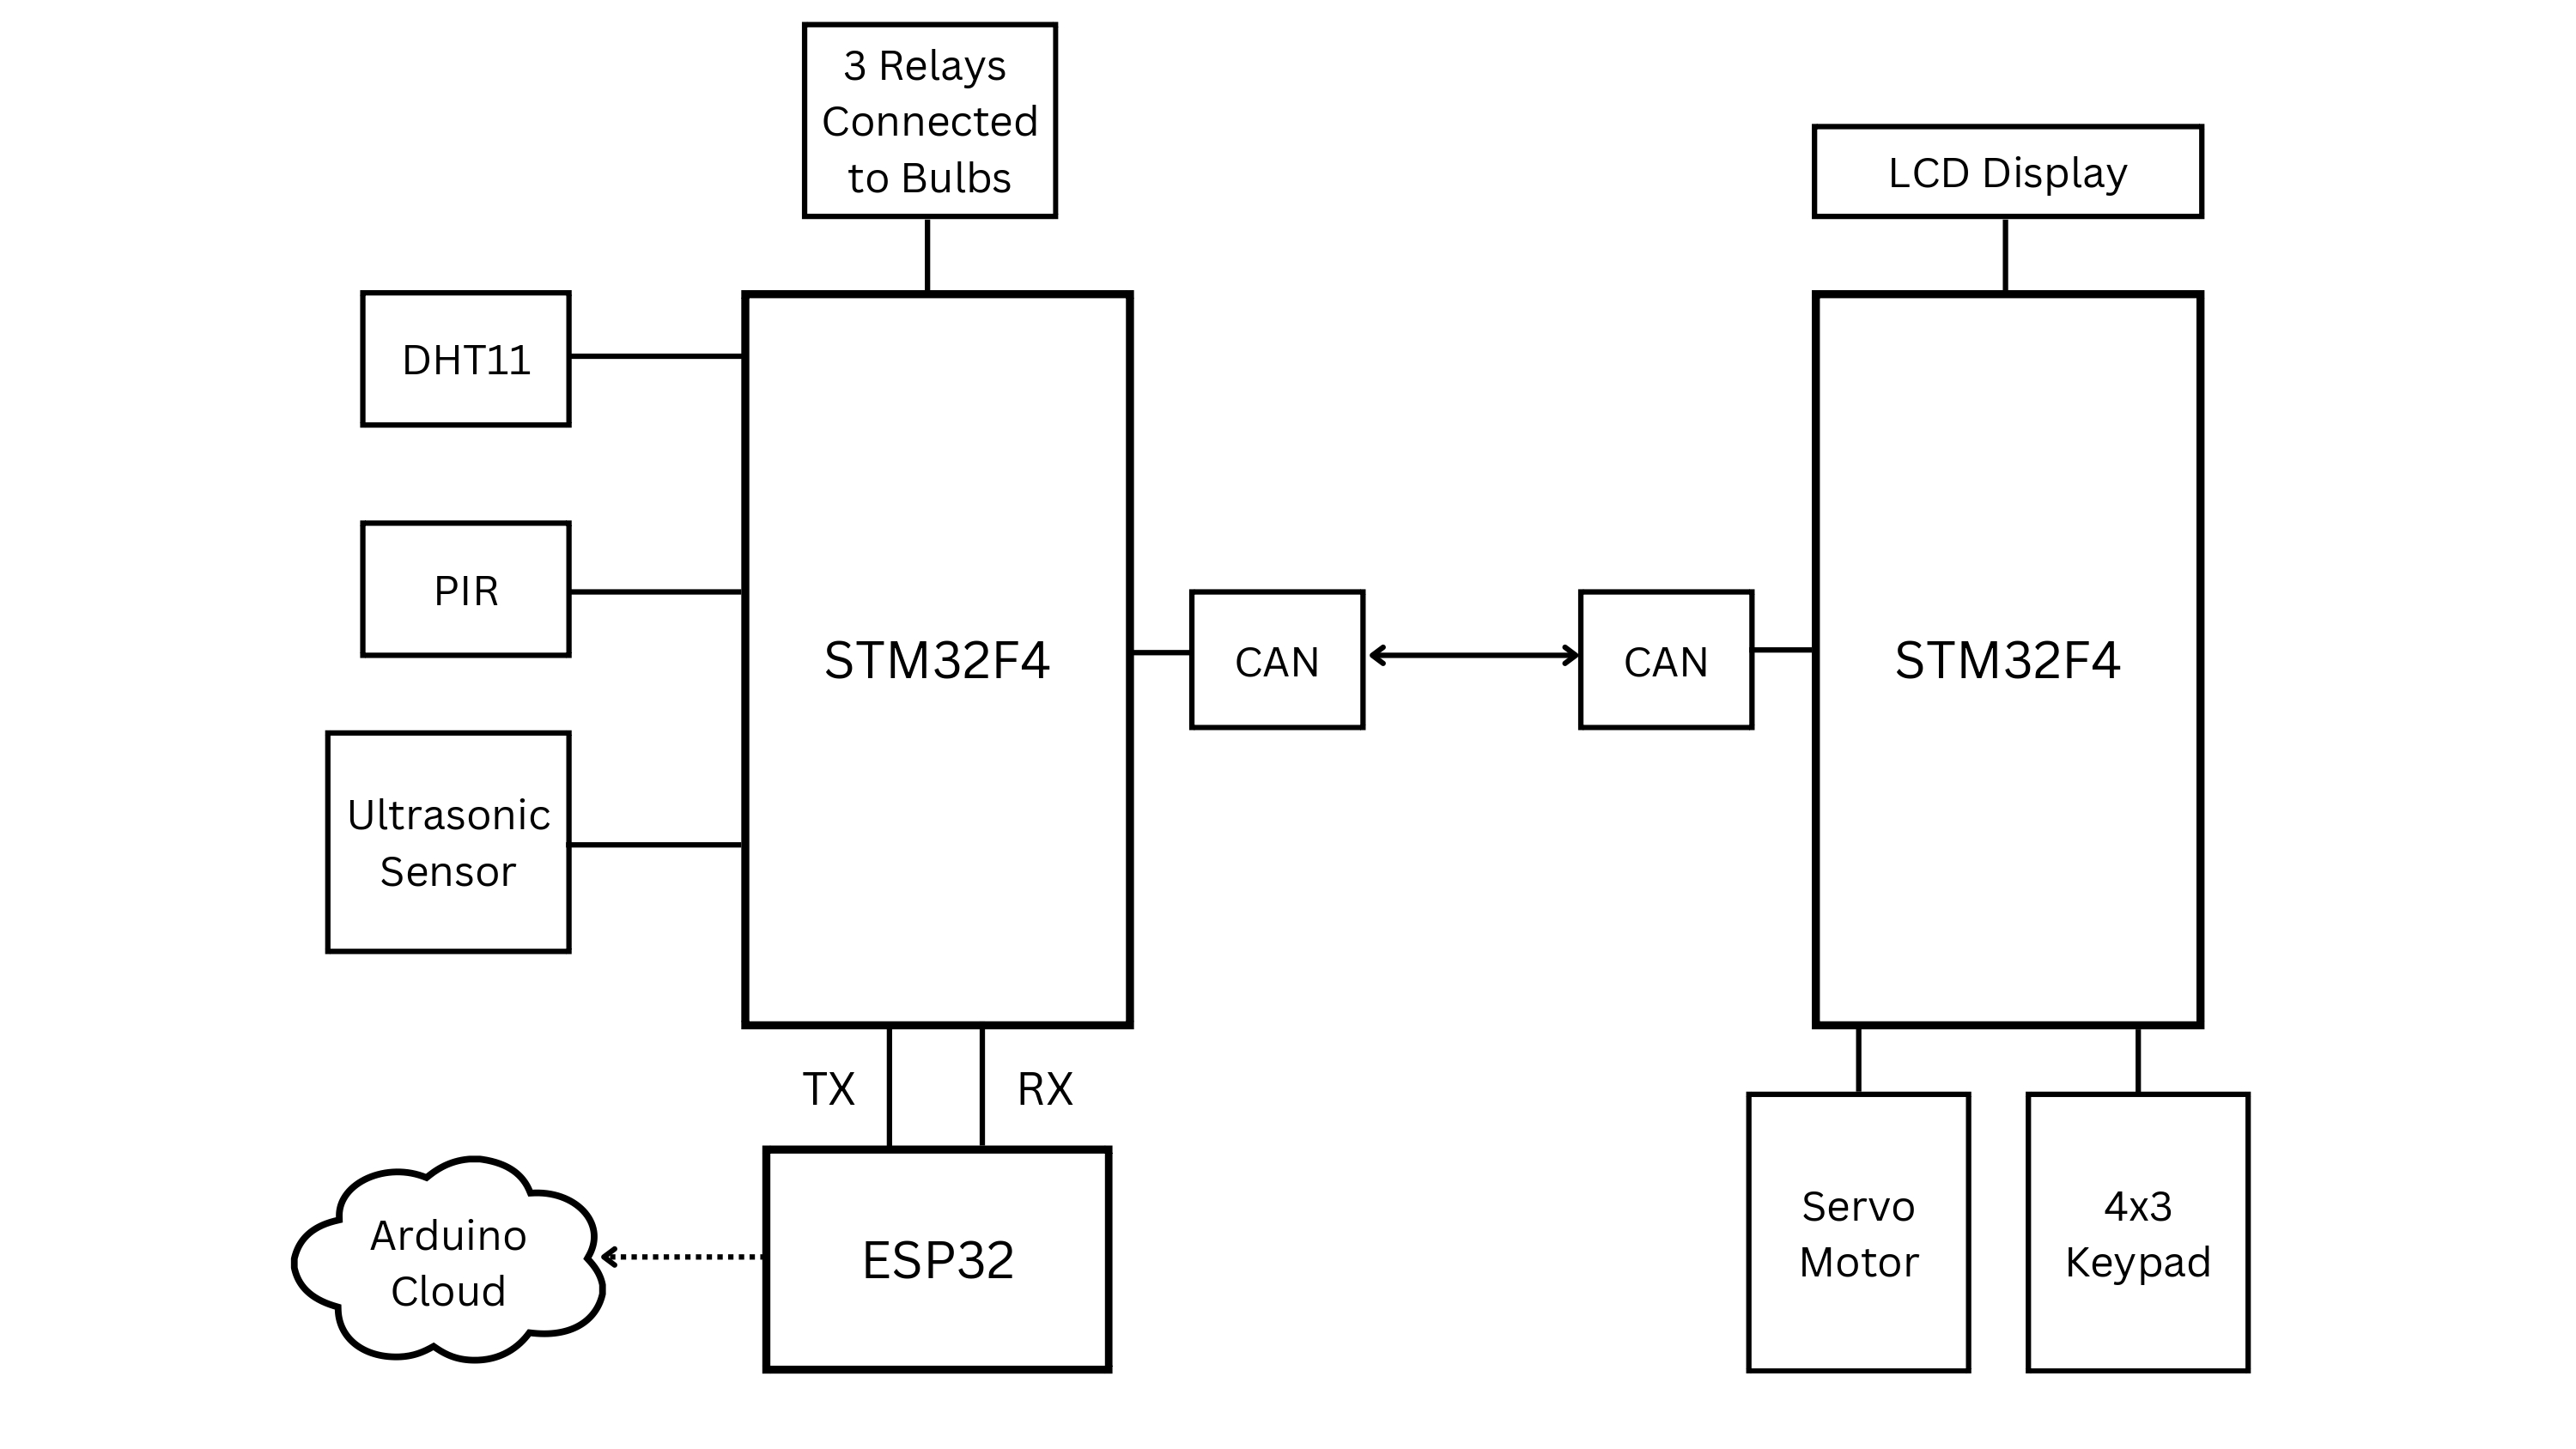 3 Relays
Connected
to Bulbs
LCD Display
DHT11
PIR
Ultrasonic
Sensor
STM32F4
CAN
CAN
STM32F4
TX
RX
Arduino
Cloud
ESP32
Servo
Motor
4x3
Keypad